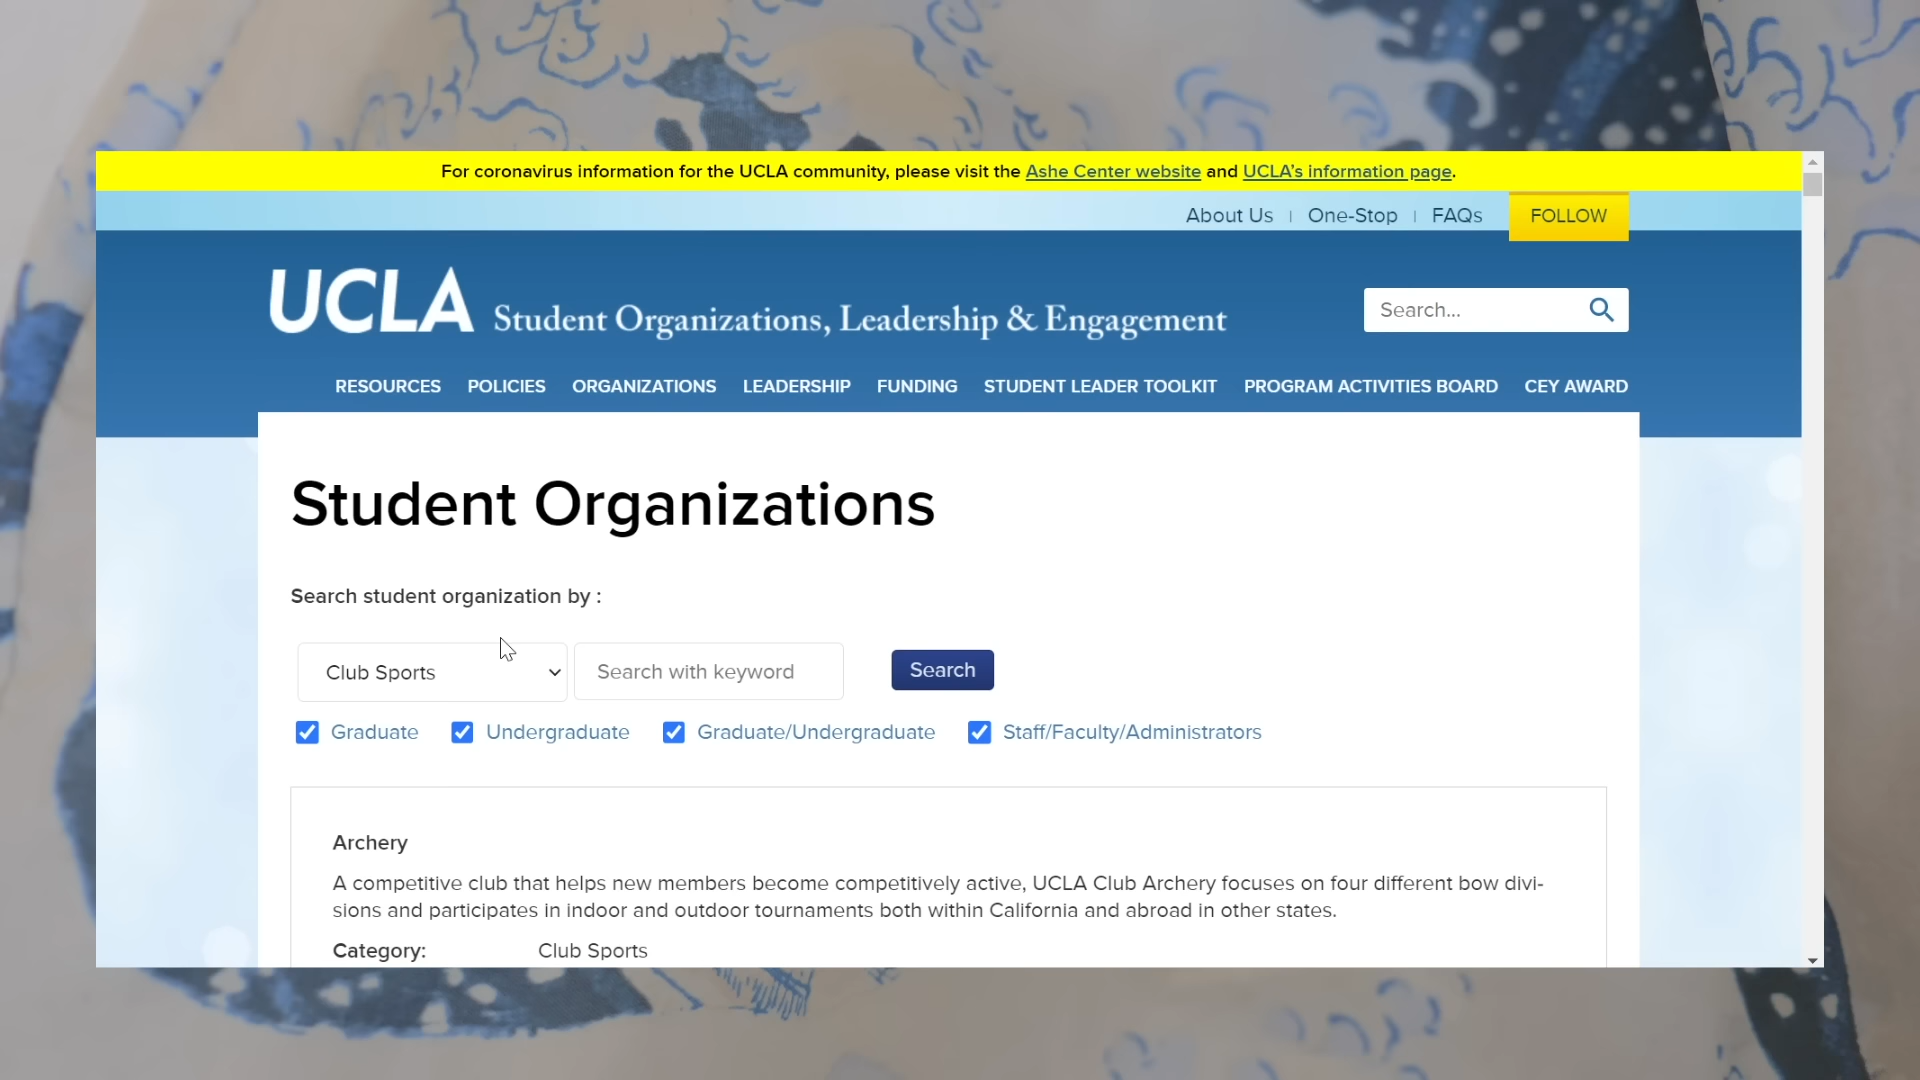 For coronavirus information for the UCLA community, please visit the Ashe Center website and UCLA's information page.
About Us | One-Stop | FAQs FOLLOW
UCLA Student Organizations, Leadership & Engagement
Search...
RESOURCES POLICIES ORGANIZATIONS LEADERSHIP FUNDING STUDENT LEADER TOOLKIT PROGRAM ACTIVITIES BOARD CEY AWARD
Student Organizations
Search student organization by :
Club Sports Search with keyword Search
Graduate Undergraduate Graduate/Undergraduate Staff/Faculty/Administrators
Archery
A competitive club that helps new members become competitively active, UCLA Club Archery focuses on four different bow divi-
sions and participates in indoor and outdoor tournaments both within California and abroad in other states.
Category: Club Sports